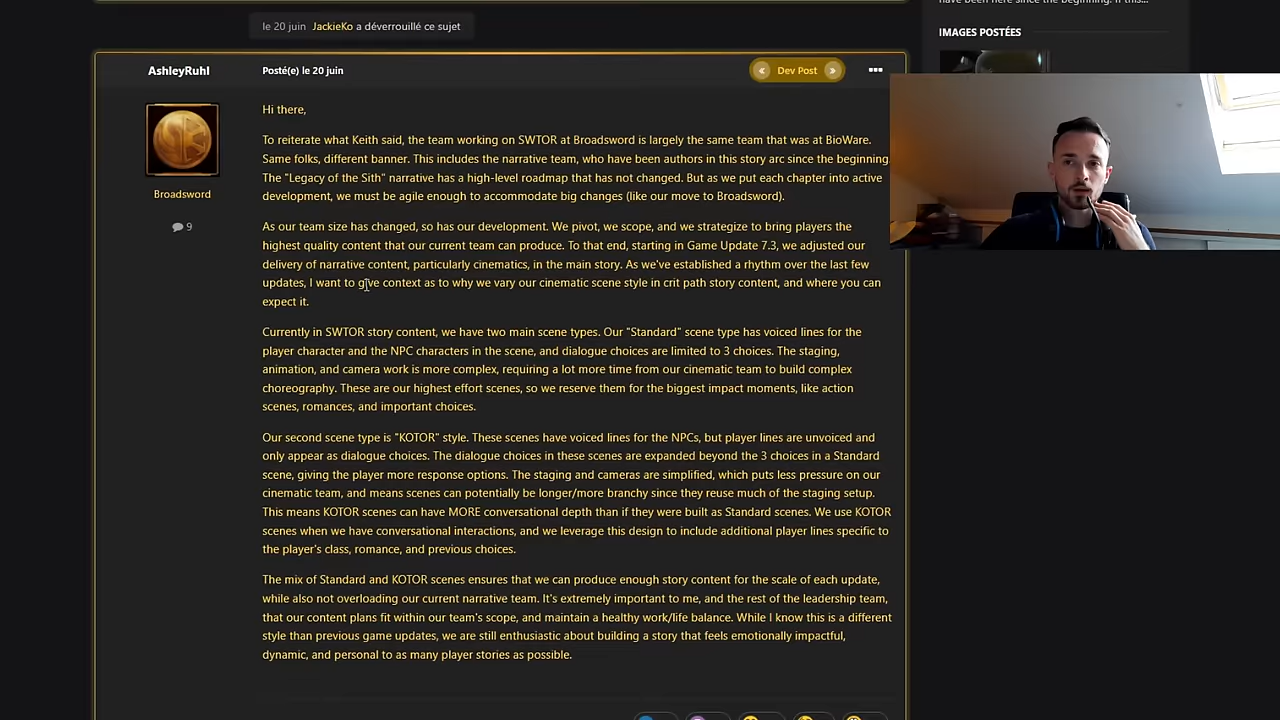 have been here since the beginning. If this...
le 20 juin JackieKo a déverrouillé ce sujet
IMAGES POSTÉES
AshleyRuhl
Posté(e) le 20 juin
« Dev Post »
•••
Hi there,
To reiterate what Keith said, the team working on SWTOR at Broadsword is largely the same team that was at BioWare.
Same folks, different banner. This includes the narrative team, who have been authors in this story arc since the beginning.
The "Legacy of the Sith" narrative has a high-level roadmap that has not changed. But as we put each chapter into active
development, we must be agile enough to accommodate big changes (like our move to Broadsword).
Broadsword
9
As our team size has changed, so has our development. We pivot, we scope, and we strategize to bring players the
highest quality content that our current team can produce. To that end, starting in Game Update 7.3, we adjusted our
delivery of narrative content, particularly cinematics, in the main story. As we've established a rhythm over the last few
updates, I want to give context as to why we vary our cinematic scene style in crit path story content, and where you can
expect it.
Currently in SWTOR story content, we have two main scene types. Our "Standard" scene type has voiced lines for the
player character and the NPC characters in the scene, and dialogue choices are limited to 3 choices. The staging,
animation, and camera work is more complex, requiring a lot more time from our cinematic team to build complex
choreography. These are our highest effort scenes, so we reserve them for the biggest impact moments, like action
scenes, romances, and important choices.
Our second scene type is "KOTOR" style. These scenes have voiced lines for the NPCs, but player lines are unvoiced and
only appear as dialogue choices. The dialogue choices in these scenes are expanded beyond the 3 choices in a Standard
scene, giving the player more response options. The staging and cameras are simplified, which puts less pressure on our
cinematic team, and means scenes can potentially be longer/more branchy since they reuse much of the staging setup.
This means KOTOR scenes can have MORE conversational depth than if they were built as Standard scenes. We use KOTOR
scenes when we have conversational interactions, and we leverage this design to include additional player lines specific to
the player's class, romance, and previous choices.
The mix of Standard and KOTOR scenes ensures that we can produce enough story content for the scale of each update,
while also not overloading our current narrative team. It's extremely important to me, and the rest of the leadership team,
that our content plans fit within our team's scope, and maintain a healthy work/life balance. While I know this is a different
style than previous game updates, we are still enthusiastic about building a story that feels emotionally impactful,
dynamic, and personal to as many player stories as possible.